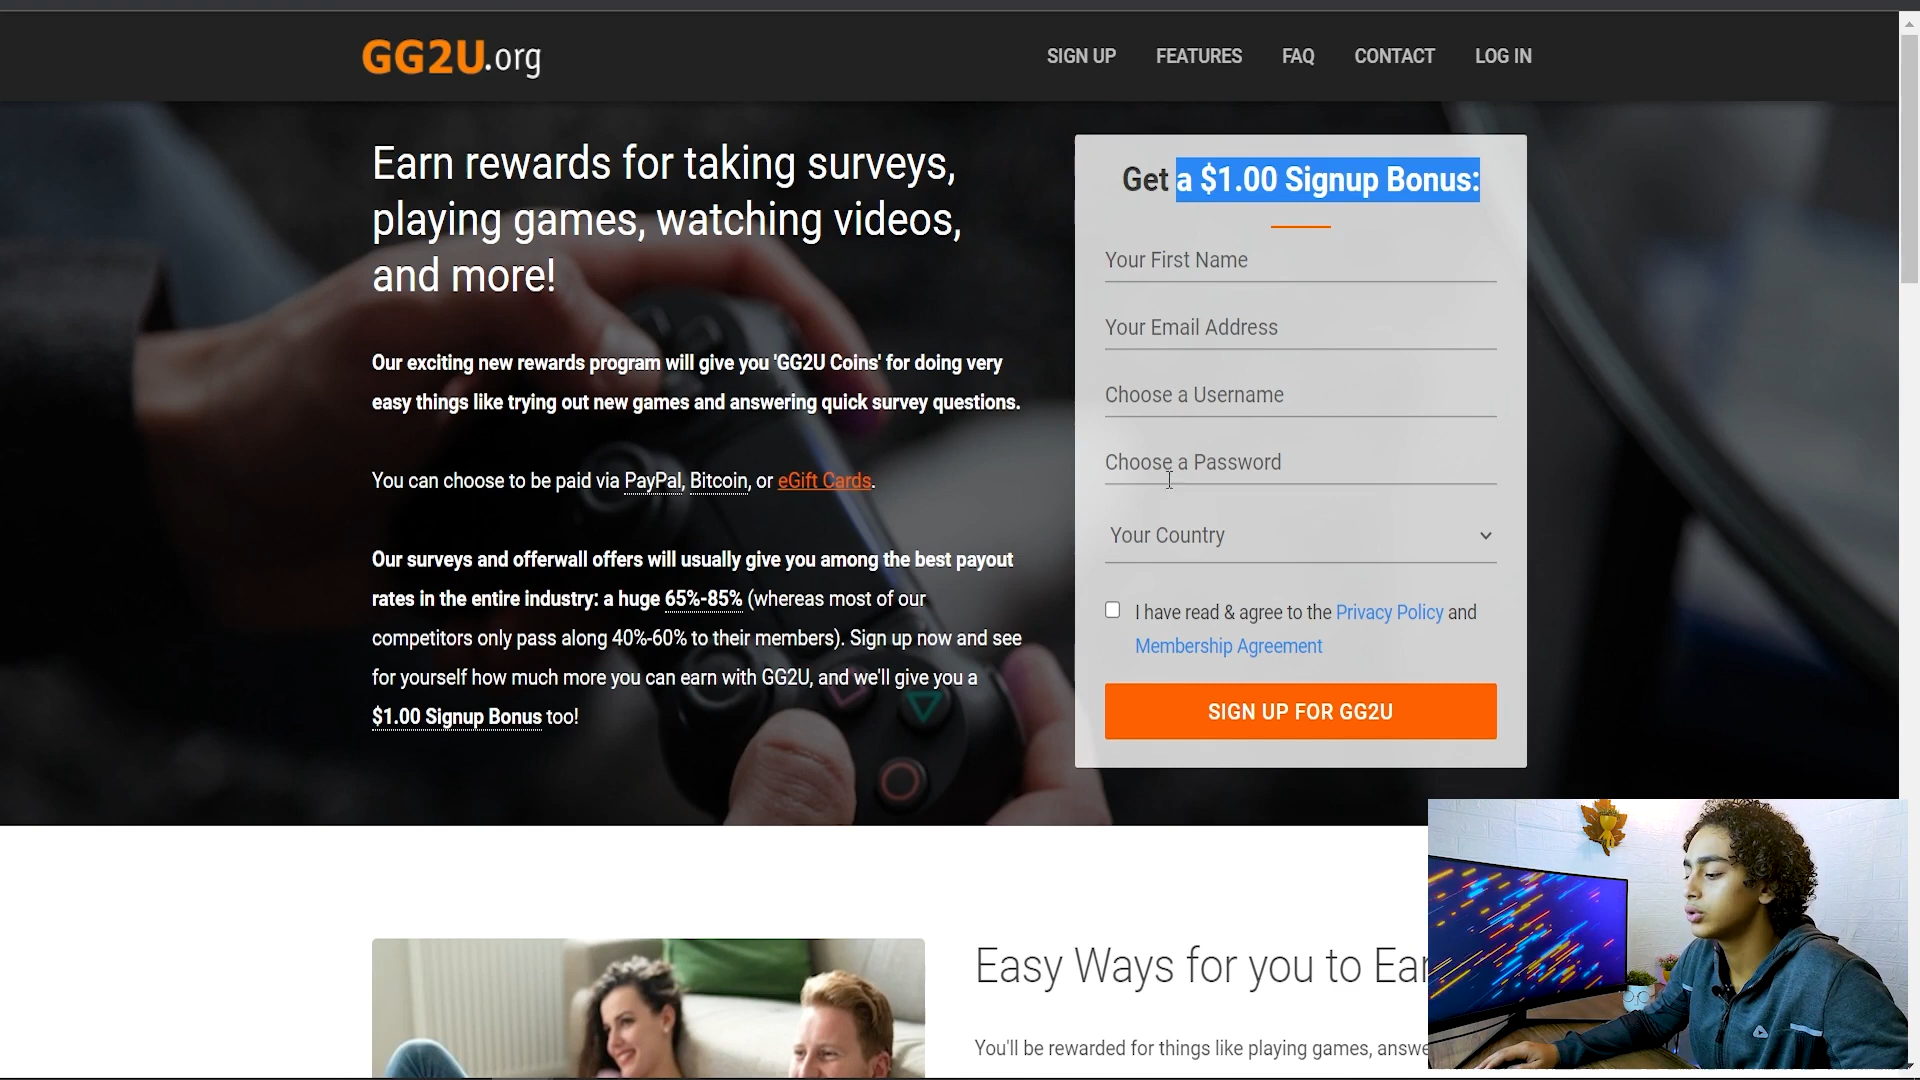 GG2U.org
SIGN UP
FEATURES
FAQ
CONTACT
LOG IN
Earn rewards for taking surveys,
playing games, watching videos,
and more!
Our exciting new rewards program will give you 'GG2U Coins' for doing very
easy things like trying out new games and answering quick survey questions.
You can choose to be paid via PayPal, Bitcoin, or eGift Cards.
Our surveys and offerwall offers will usually give you among the best payout
rates in the entire industry: a huge 65%-85% (whereas most of our
competitors only pass along 40%-60% to their members). Sign up now and see
for yourself how much more you can earn with GG2U, and we'll give you a
$1.00 Signup Bonus too!
Get a $1.00 Signup Bonus:
Your First Name
Your Email Address
Choose a Username
Choose a Password
Your Country
I have read & agree to the Privacy Policy and
Membership Agreement
SIGN UP FOR GG2U
Easy Ways for you to Ear
You'll be rewarded for things like playing games, answe